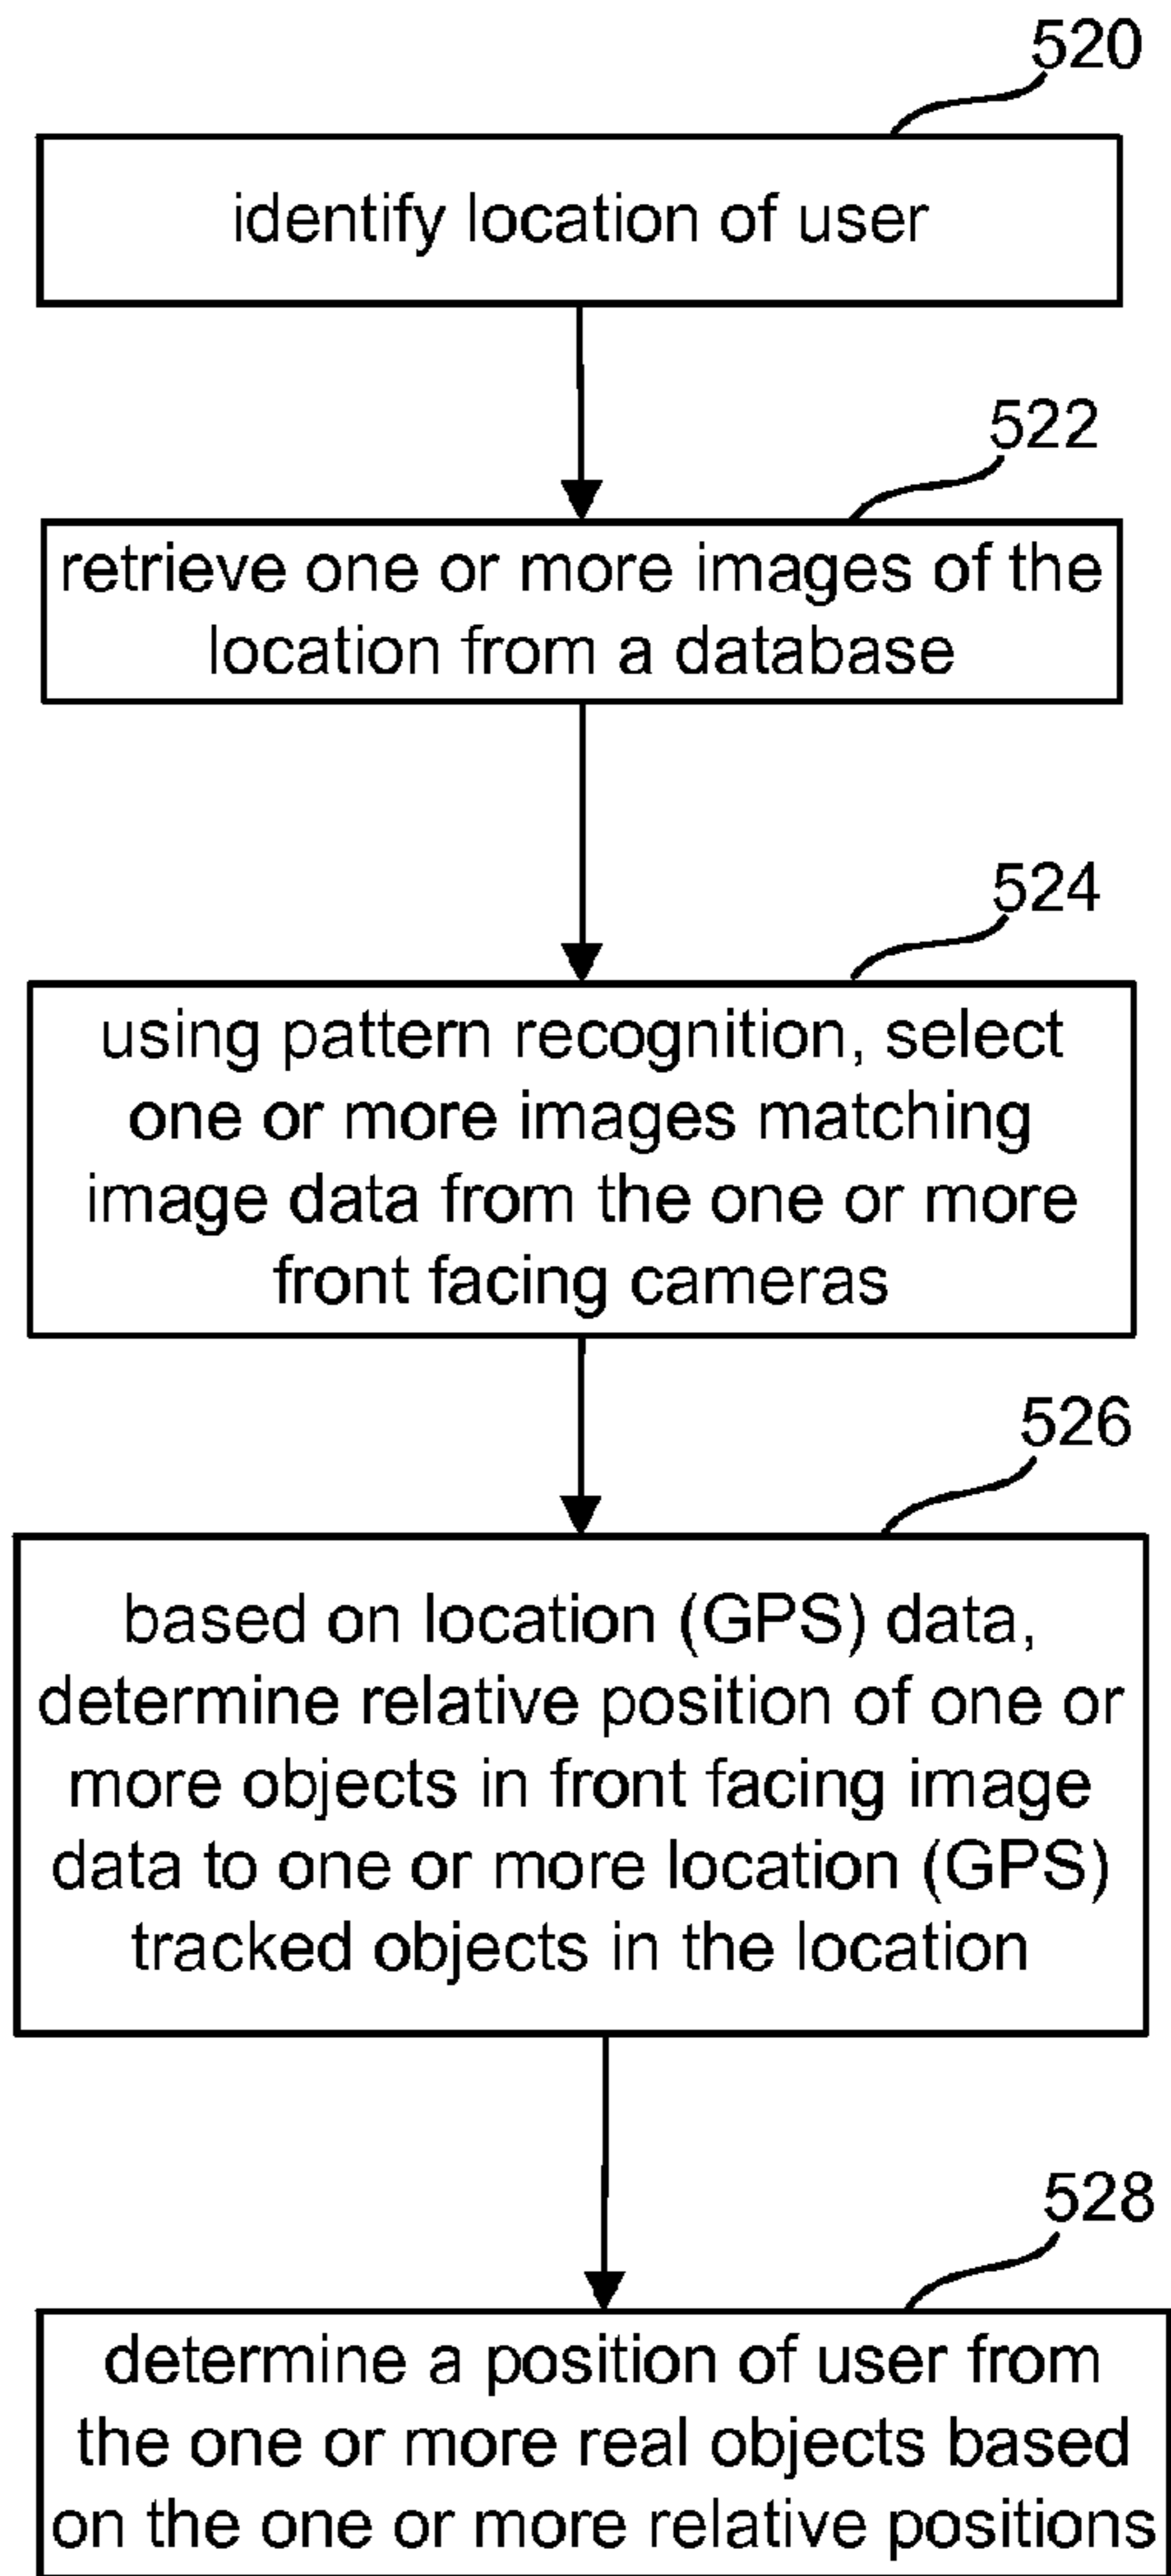 520
identify location of user
522
retrieve one or more images of the
location from a database
524
using pattern recognition, select
one or more images matching
image data from the one or more
front facing cameras
526
based on location (GPS) data,
determine relative position of one or
more objects in front facing image
data to one or more location (GPS)
tracked objects in the location
528
determine a position of user from
the one or more real objects based
on the one or more relative positions